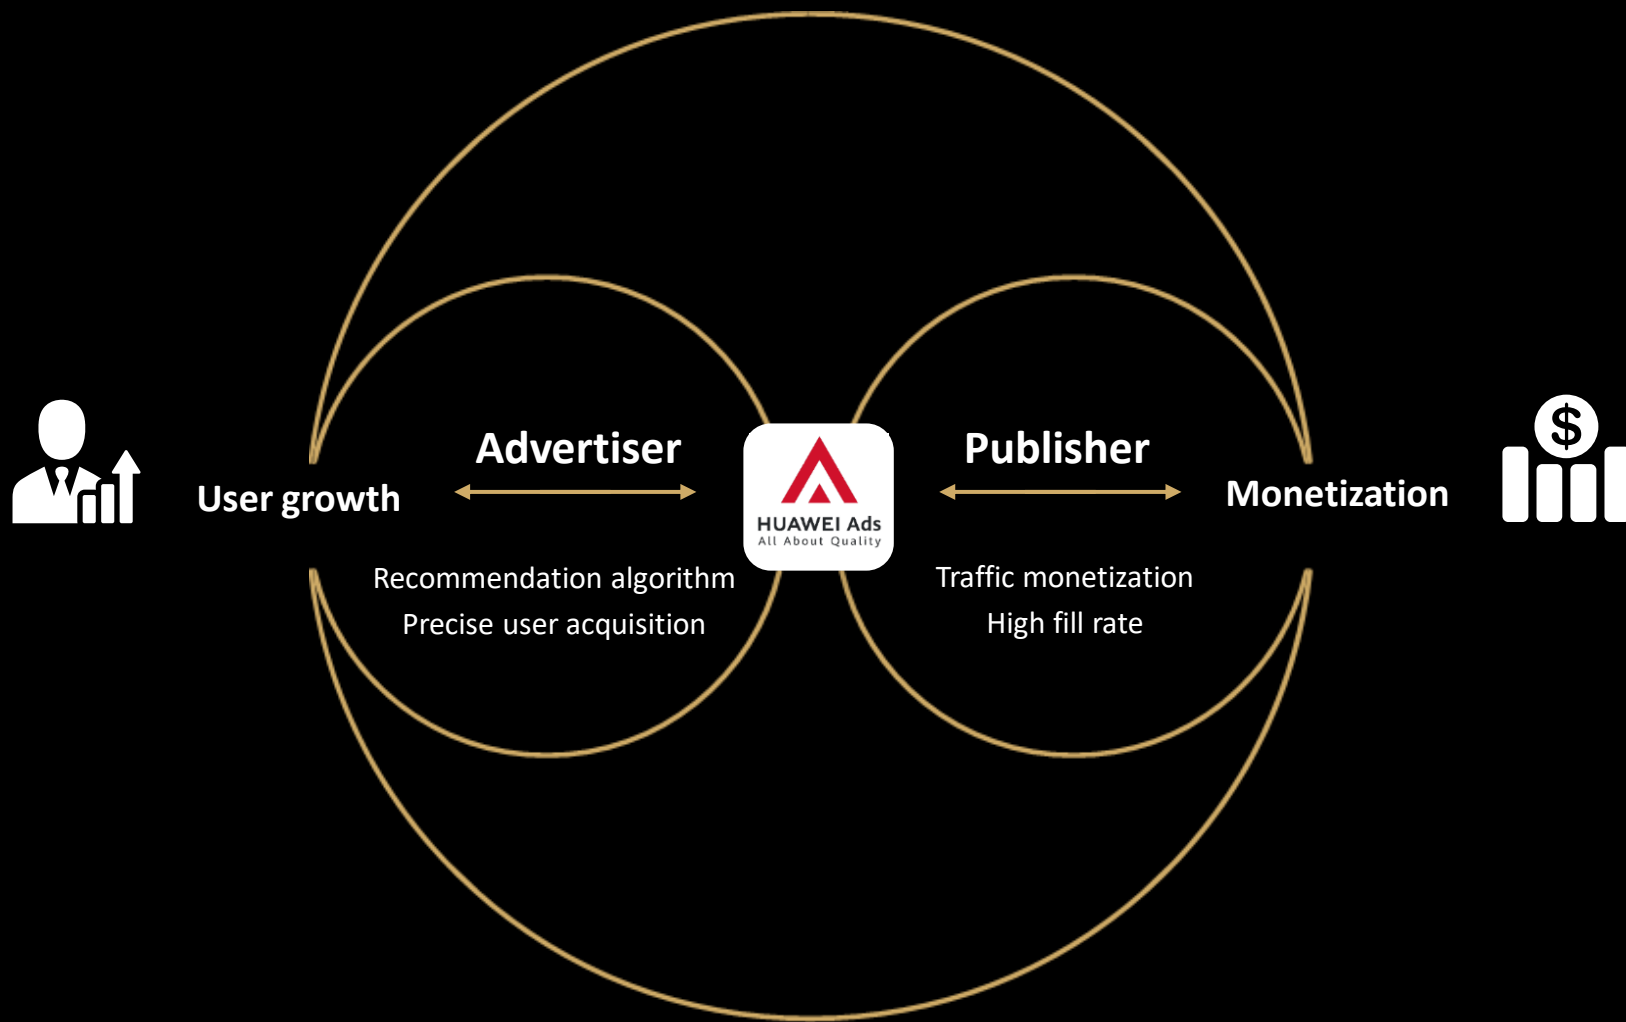 Advertiser
User growth
Recommendation algorithm
Precise user acquisition
HUAWEI Ads
All About Quality
Publisher
Monetization
Traffic monetization
High fill rate
$